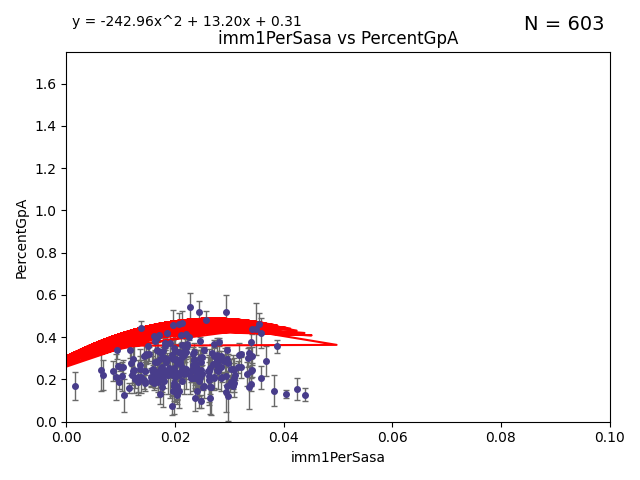 y = -242.96x^2 + 13.20x + 0.31
N = 603
imm1PerSasa vs PercentGpA
PercentGpA
1.6
1.4
1.2
1.0
0.8
0.6
0.4
0.2
0.0
0.00 0.02 0.04 0.06 0.08 0.10
imm1PerSasa